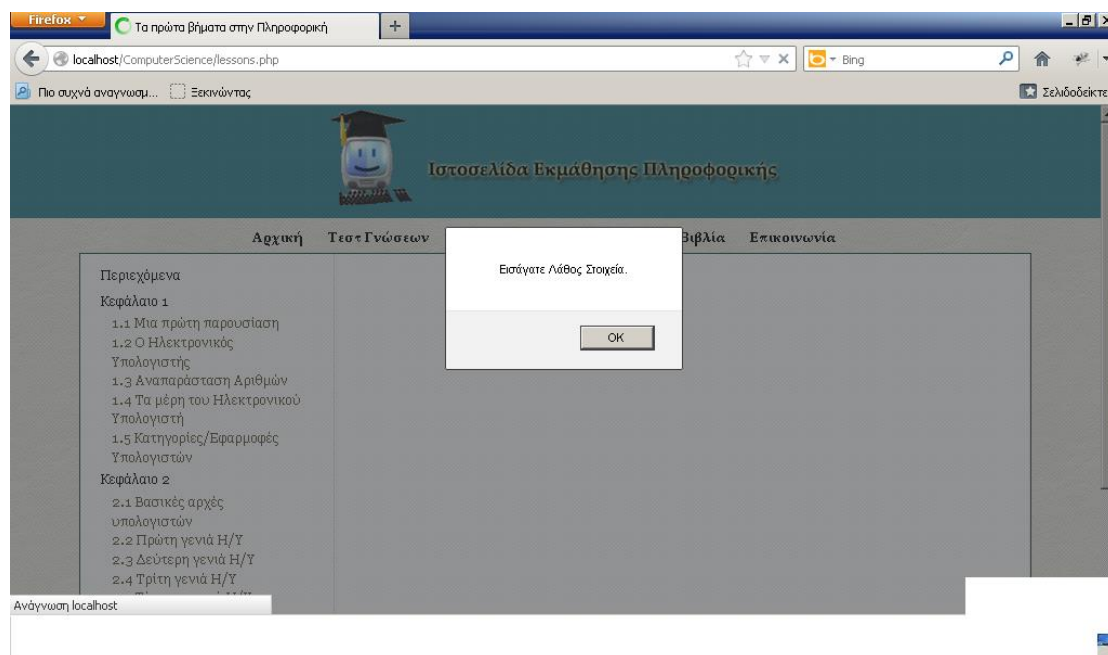 Firefox
Τα πρώτα βήματα στην Πληροφορική
localhost/ComputerScience/lessons.php
Bing
Πιο συχνά αναγνωσμ...
Ξεκινώντας
Σελιδοδείκτε
Ιστοσελίδα Εκμάθησης Πληροφορικής
Αρχική Τεστ Γνώσεων Βιβλία Επικοινωνία
Εισάγατε Λάθος Στοιχεία.
OK
Περιεχόμενα
Κεφάλαιο 1
1.1 Μια πρώτη παρουσίαση
1.2 Ο Ηλεκτρονικός
Υπολογιστής
1.3 Αναπαράσταση Αριθμών
1.4 Τα μέρη του Ηλεκτρονικού
Υπολογιστή
1.5 Κατηγορίες/Εφαρμοφές
Υπολογιστών
Κεφάλαιο 2
2.1 Βασικές αρχές
υπολογιστών
2.2 Πρώτη γενιά Η/Υ
2.3 Δεύτερη γενιά Η/Υ
2.4 Τρίτη γενιά Η/Υ
Ανάγνωση localhost